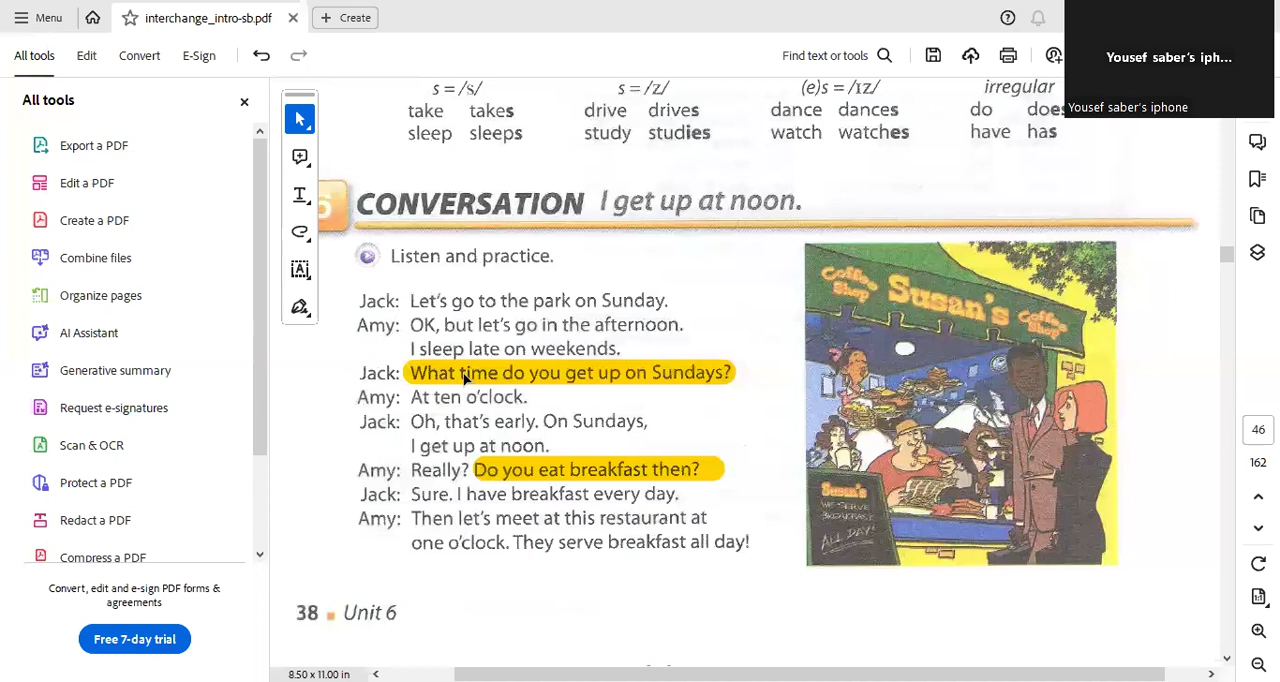 Menu
interchange_intro-sb.pdf
Create
All tools Edit Convert E-Sign
Find text or tools
Yousef saber's iph...
Yousef saber's iphone
All tools
Export a PDF
Edit a PDF
Create a PDF
Combine files
Organize pages
AI Assistant
Generative summary
Request e-signatures
Scan & OCR
Protect a PDF
Redact a PDF
Compress a PDF
Convert, edit and e-sign PDF forms & agreements
Free 7-day trial
s = /s/ s = /z/ (e)s = /ɪz/ irregular
take takes drive drives dance dances do does
sleep sleeps study studies watch watches have has
6 CONVERSATION I get up at noon.
Listen and practice.
Jack: Let's go to the park on Sunday.
Amy: OK, but let's go in the afternoon.
I sleep late on weekends.
Jack: What time do you get up on Sundays?
Amy: At ten o'clock.
Jack: Oh, that's early. On Sundays,
I get up at noon.
Amy: Really? Do you eat breakfast then?
Jack: Sure. I have breakfast every day.
Amy: Then let's meet at this restaurant at
one o'clock. They serve breakfast all day!
Coffee Shop Susan's Coffee Shop
Susan's
WE SERVE
BREAKFAST
ALL DAY!
38 Unit 6
8.50 x 11.00 in
46
162